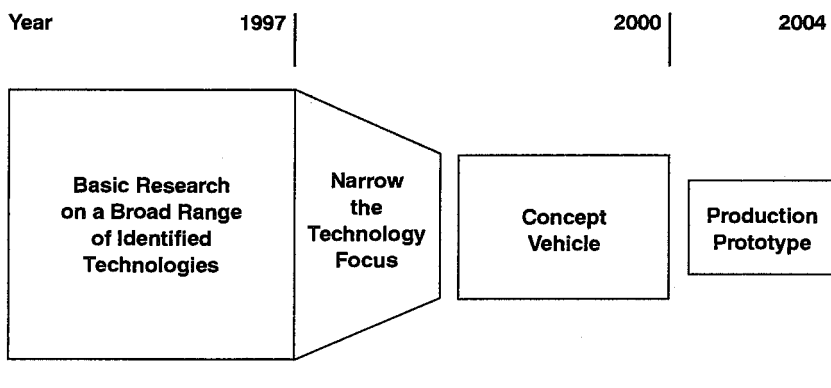 Year 1997 2000 2004
Basic Research
on a Broad Range
of Identified
Technologies
Narrow
the
Technology
Focus
Concept
Vehicle
Production
Prototype